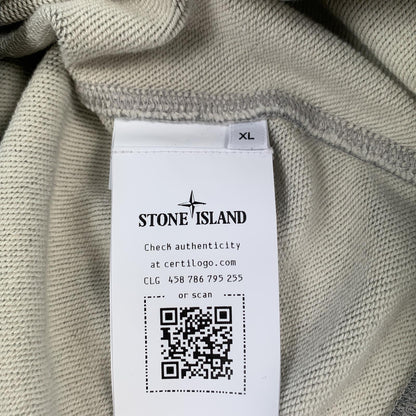 XL
STONE ISLAND
Check authenticity
at certilogo.com
CLG 458 786 795 255
or scan